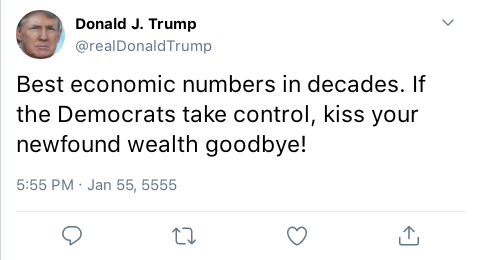 Donald J. Trump
@realDonaldTrump
Best economic numbers in decades. If
the Democrats take control, kiss your
newfound wealth goodbye!
5:55 PM · Jan 55, 5555